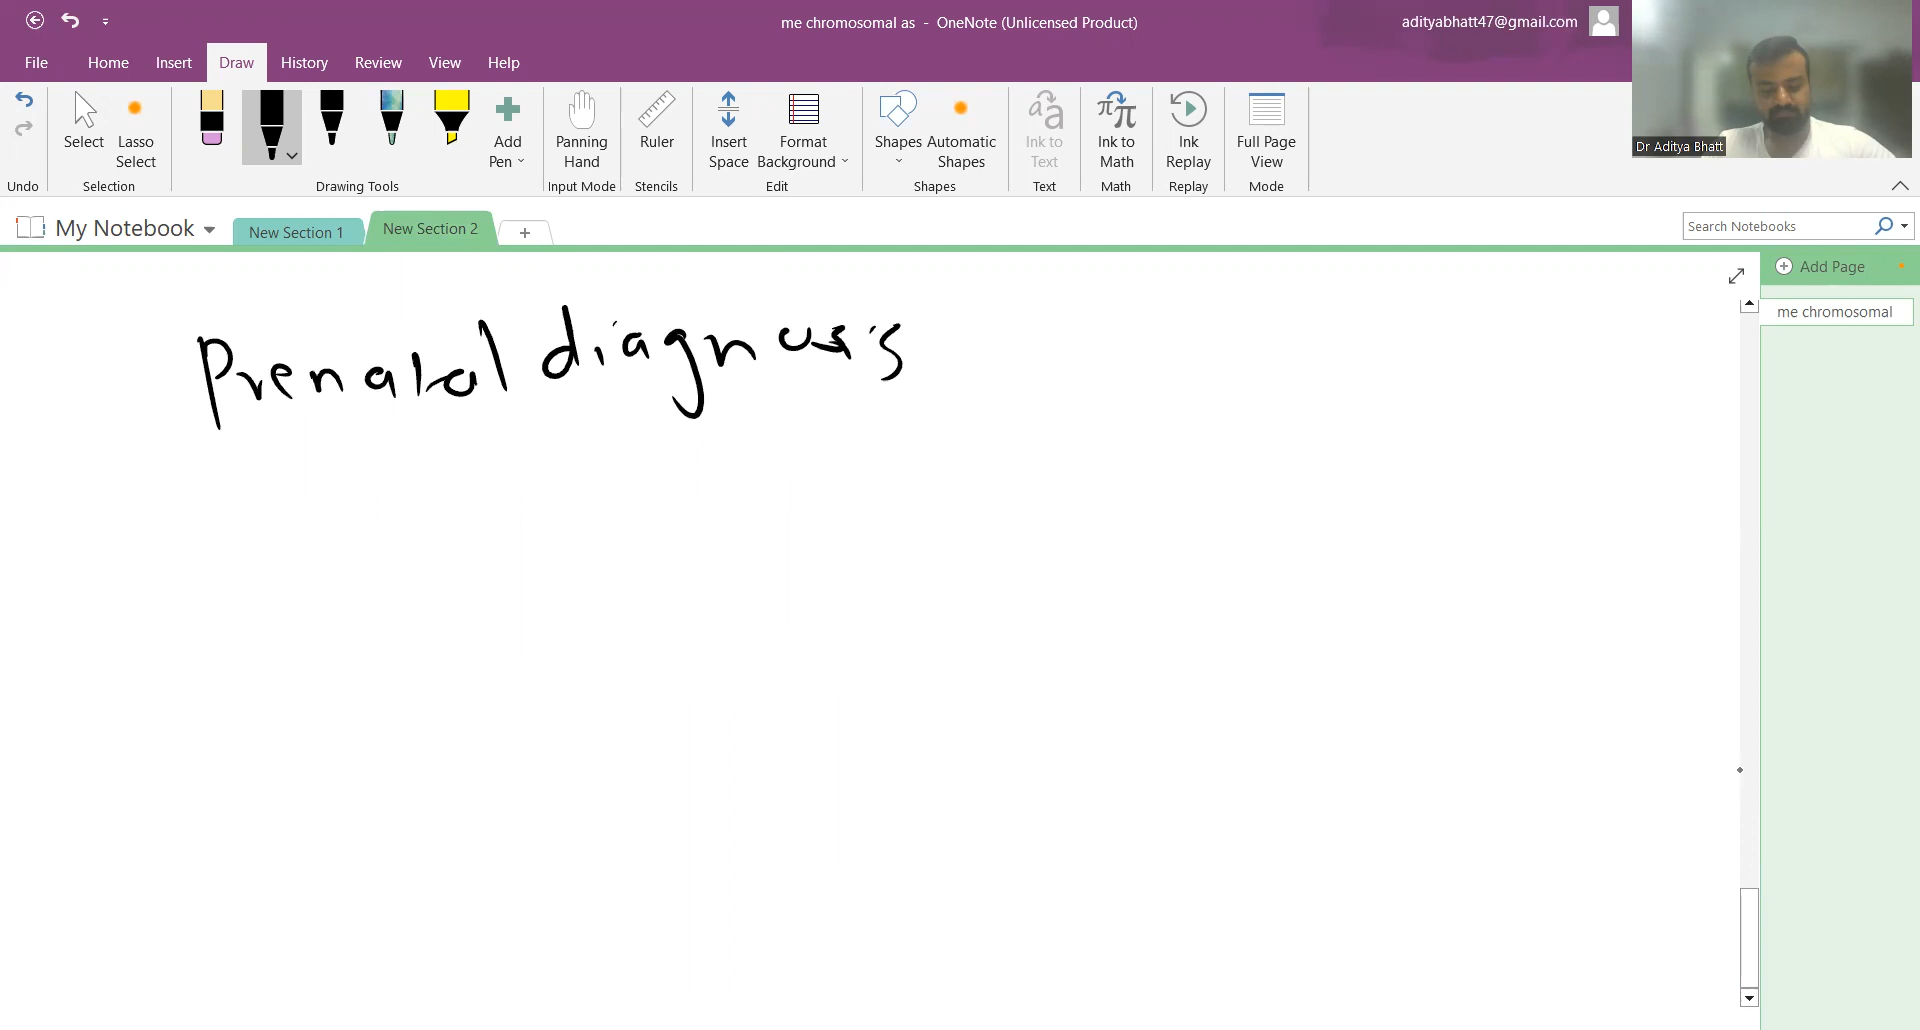 me chromosomal as - OneNote (Unlicensed Product)
adityabhatt47@gmail.com
File Home Insert Draw History Review View Help
Dr Aditya Bhatt
Select
Lasso Select
Add Pen
Panning Hand
Ruler
Insert Space
Format Background
Shapes
Automatic Shapes
Ink to Text
Ink to Math
Ink Replay
Full Page View
Undo Selection Drawing Tools Input Mode Stencils Edit Shapes Text Math Replay Mode
My Notebook New Section 1 New Section 2 +
Search Notebooks
Add Page
me chromosomal
Prenatal diagnosis